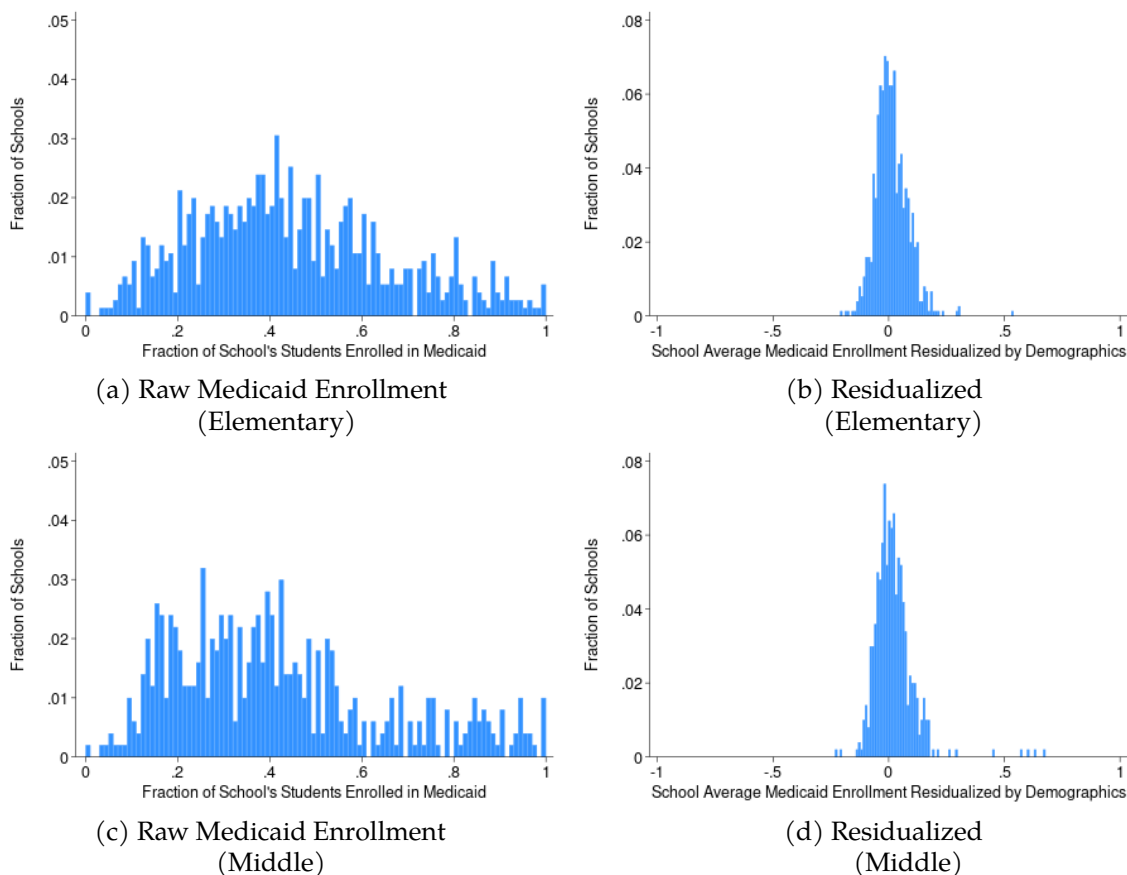 .05
.04
.03
.02
.01
0
Fraction of Schools
0 .2 .4 .6 .8 1
Fraction of School's Students Enrolled in Medicaid
(a) Raw Medicaid Enrollment
(Elementary)
.08
.06
.04
.02
0
Fraction of Schools
-1 -.5 0 .5 1
School Average Medicaid Enrollment Residualized by Demographics
(b) Residualized
(Elementary)
.05
.04
.03
.02
.01
0
Fraction of Schools
0 .2 .4 .6 .8 1
Fraction of School's Students Enrolled in Medicaid
(c) Raw Medicaid Enrollment
(Middle)
.08
.06
.04
.02
0
Fraction of Schools
-1 -.5 0 .5 1
School Average Medicaid Enrollment Residualized by Demographics
(d) Residualized
(Middle)